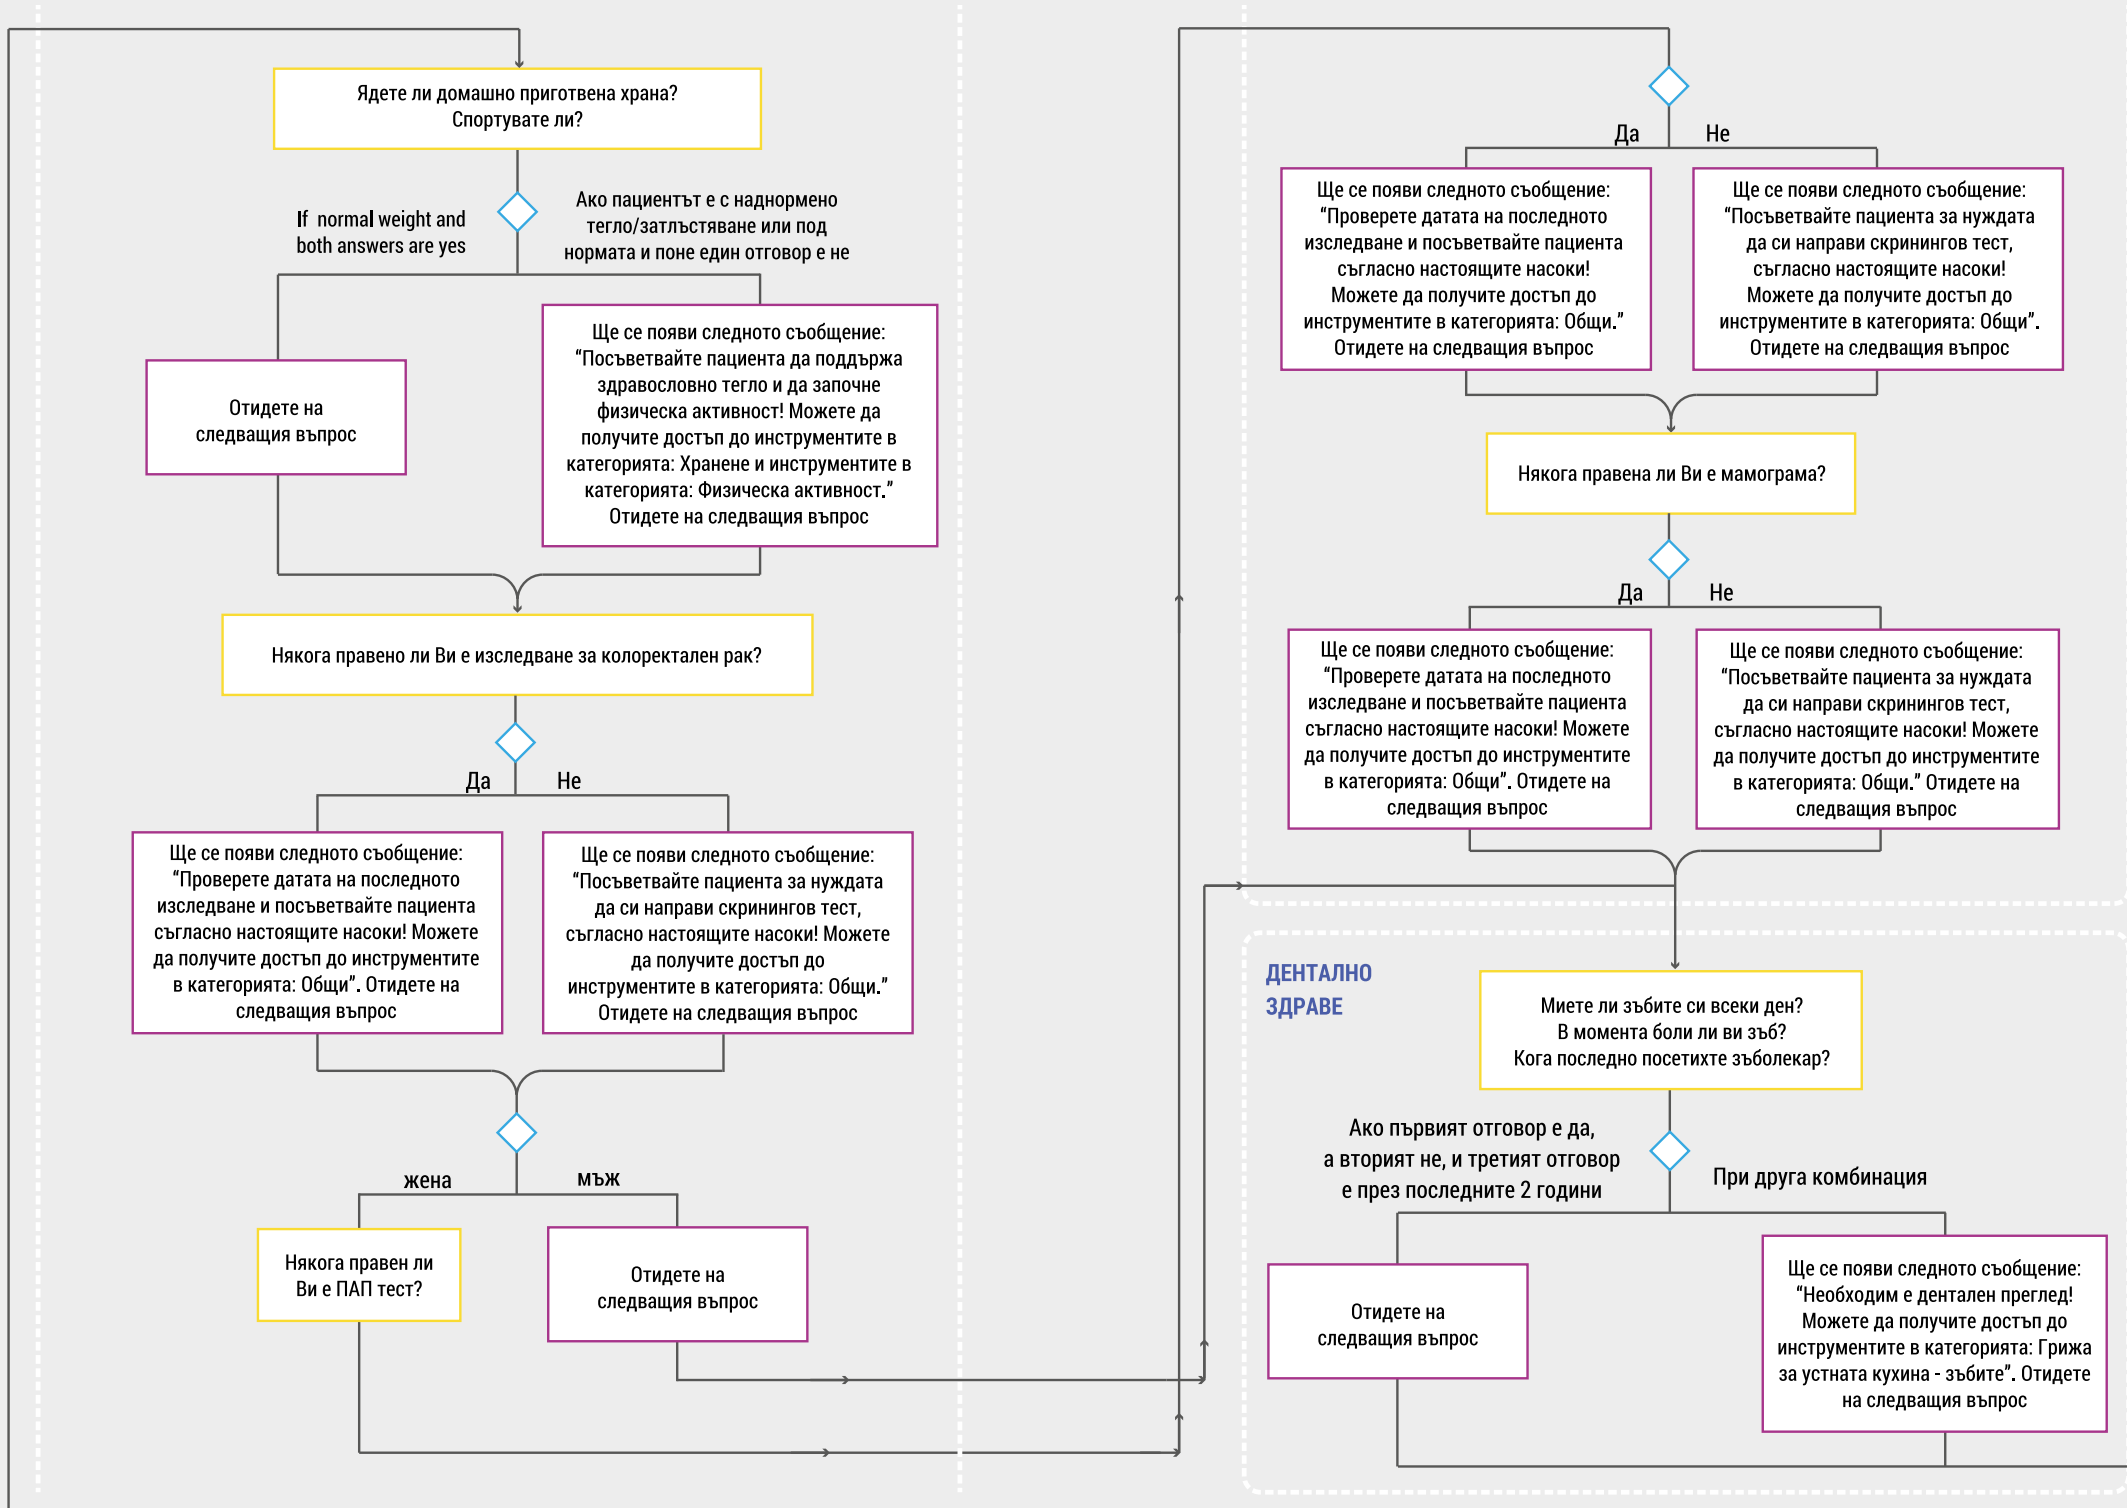 Ядете ли домашно приготвена храна?
Спортувате ли?
If normal weight and
both answers are yes
Ако пациентът е с наднормено
тегло/затлъстяване или под
нормата и поне един отговор е не
Отидете на
следващия въпрос
Ще се появи следното съобщение:
“Посъветвайте пациента да поддържа
здравословно тегло и да започне
физическа активност! Можете да
получите достъп до инструментите в
категорията: Хранене и инструментите в
категорията: Физическа активност.”
Отидете на следващия въпрос
Някога правено ли Ви е изследване за колоректален рак?
Да
Не
Ще се появи следното съобщение:
“Проверете датата на последното
изследване и посъветвайте пациента
съгласно настоящите насоки! Можете
да получите достъп до инструментите
в категорията: Общи”. Отидете на
следващия въпрос
Ще се появи следното съобщение:
“Посъветвайте пациента за нуждата
да си направи скринингов тест,
съгласно настоящите насоки! Можете
да получите достъп до
инструментите в категорията: Общи.”
Отидете на следващия въпрос
жена
мъж
Някога правен ли
Ви е ПАП тест?
Отидете на
следващия въпрос
Да
Не
Ще се появи следното съобщение:
“Проверете датата на последното
изследване и посъветвайте пациента
съгласно настоящите насоки!
Можете да получите достъп до
инструментите в категорията: Общи.”
Отидете на следващия въпрос
Ще се появи следното съобщение:
“Посъветвайте пациента за нуждата
да си направи скринингов тест,
съгласно настоящите насоки!
Можете да получите достъп до
инструментите в категорията: Общи”.
Отидете на следващия въпрос
Някога правена ли Ви е мамограма?
Да
Не
Ще се появи следното съобщение:
“Проверете датата на последното
изследване и посъветвайте пациента
съгласно настоящите насоки! Можете
да получите достъп до инструментите
в категорията: Общи”. Отидете на
следващия въпрос
Ще се появи следното съобщение:
“Посъветвайте пациента за нуждата
да си направи скринингов тест,
съгласно настоящите насоки! Можете
да получите достъп до инструментите
в категорията: Общи.” Отидете на
следващия въпрос
ДЕНТАЛНО
ЗДРАВЕ
Миете ли зъбите си всеки ден?
В момента боли ли ви зъб?
Кога последно посетихте зъболекар?
Ако първият отговор е да,
а вторият не, и третият отговор
е през последните 2 години
При друга комбинация
Отидете на
следващия въпрос
Ще се появи следното съобщение:
“Необходим е дентален преглед!
Можете да получите достъп до
инструментите в категорията: Грижа
за устната кухина - зъбите”. Отидете
на следващия въпрос